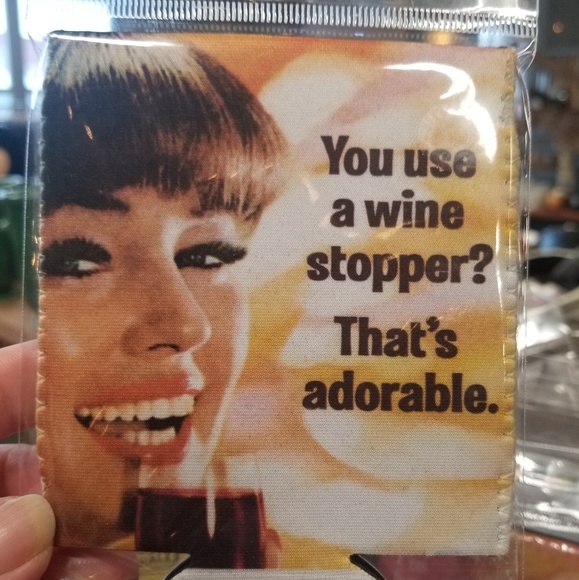 You use
a wine
stopper?
That's
adorable.